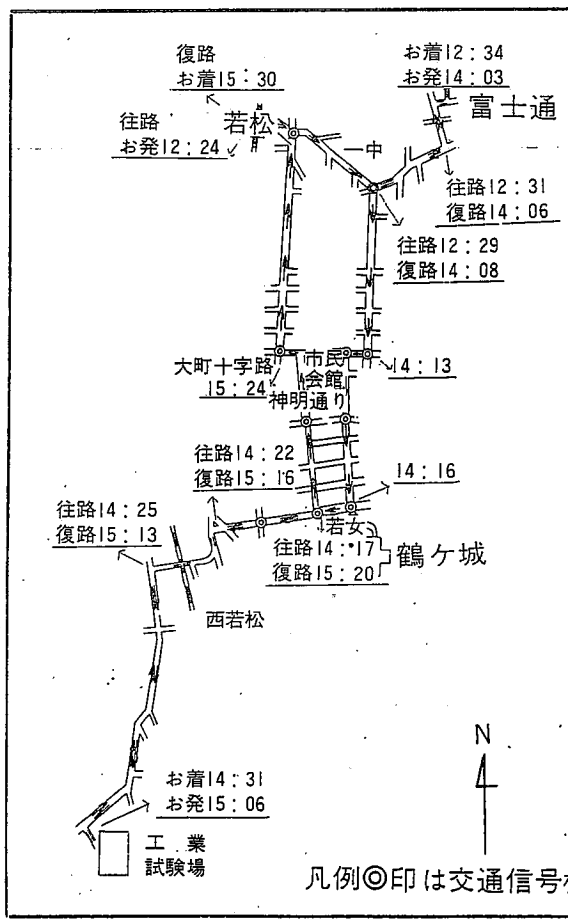 復路
お着15：30
お着12：34
お発14：03
富士通
若松
往路
お発12：24
一中
往路12：31
復路14：06
往路12：29
復路14：08
大町十字路
15：24
市民
会館
14：13
神明通り
往路14：22
復路15：16
14：16
往路14：25
復路15：13
若女
往路14：17
復路15：20
鶴ケ城
西若松
N
お着14：31
お発15：06
工業
試験場
凡例◎印は交通信号